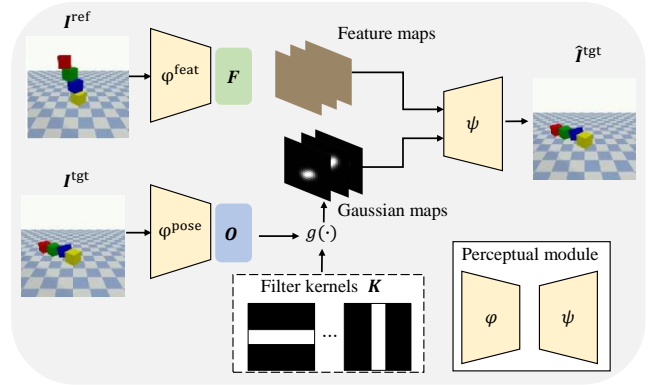 I^ref
φ^feat
F
Feature maps
ψ
Î^tgt
I^tgt
φ^pose
O
g(·)
Gaussian maps
Filter kernels K
...
Perceptual module
φ
ψ